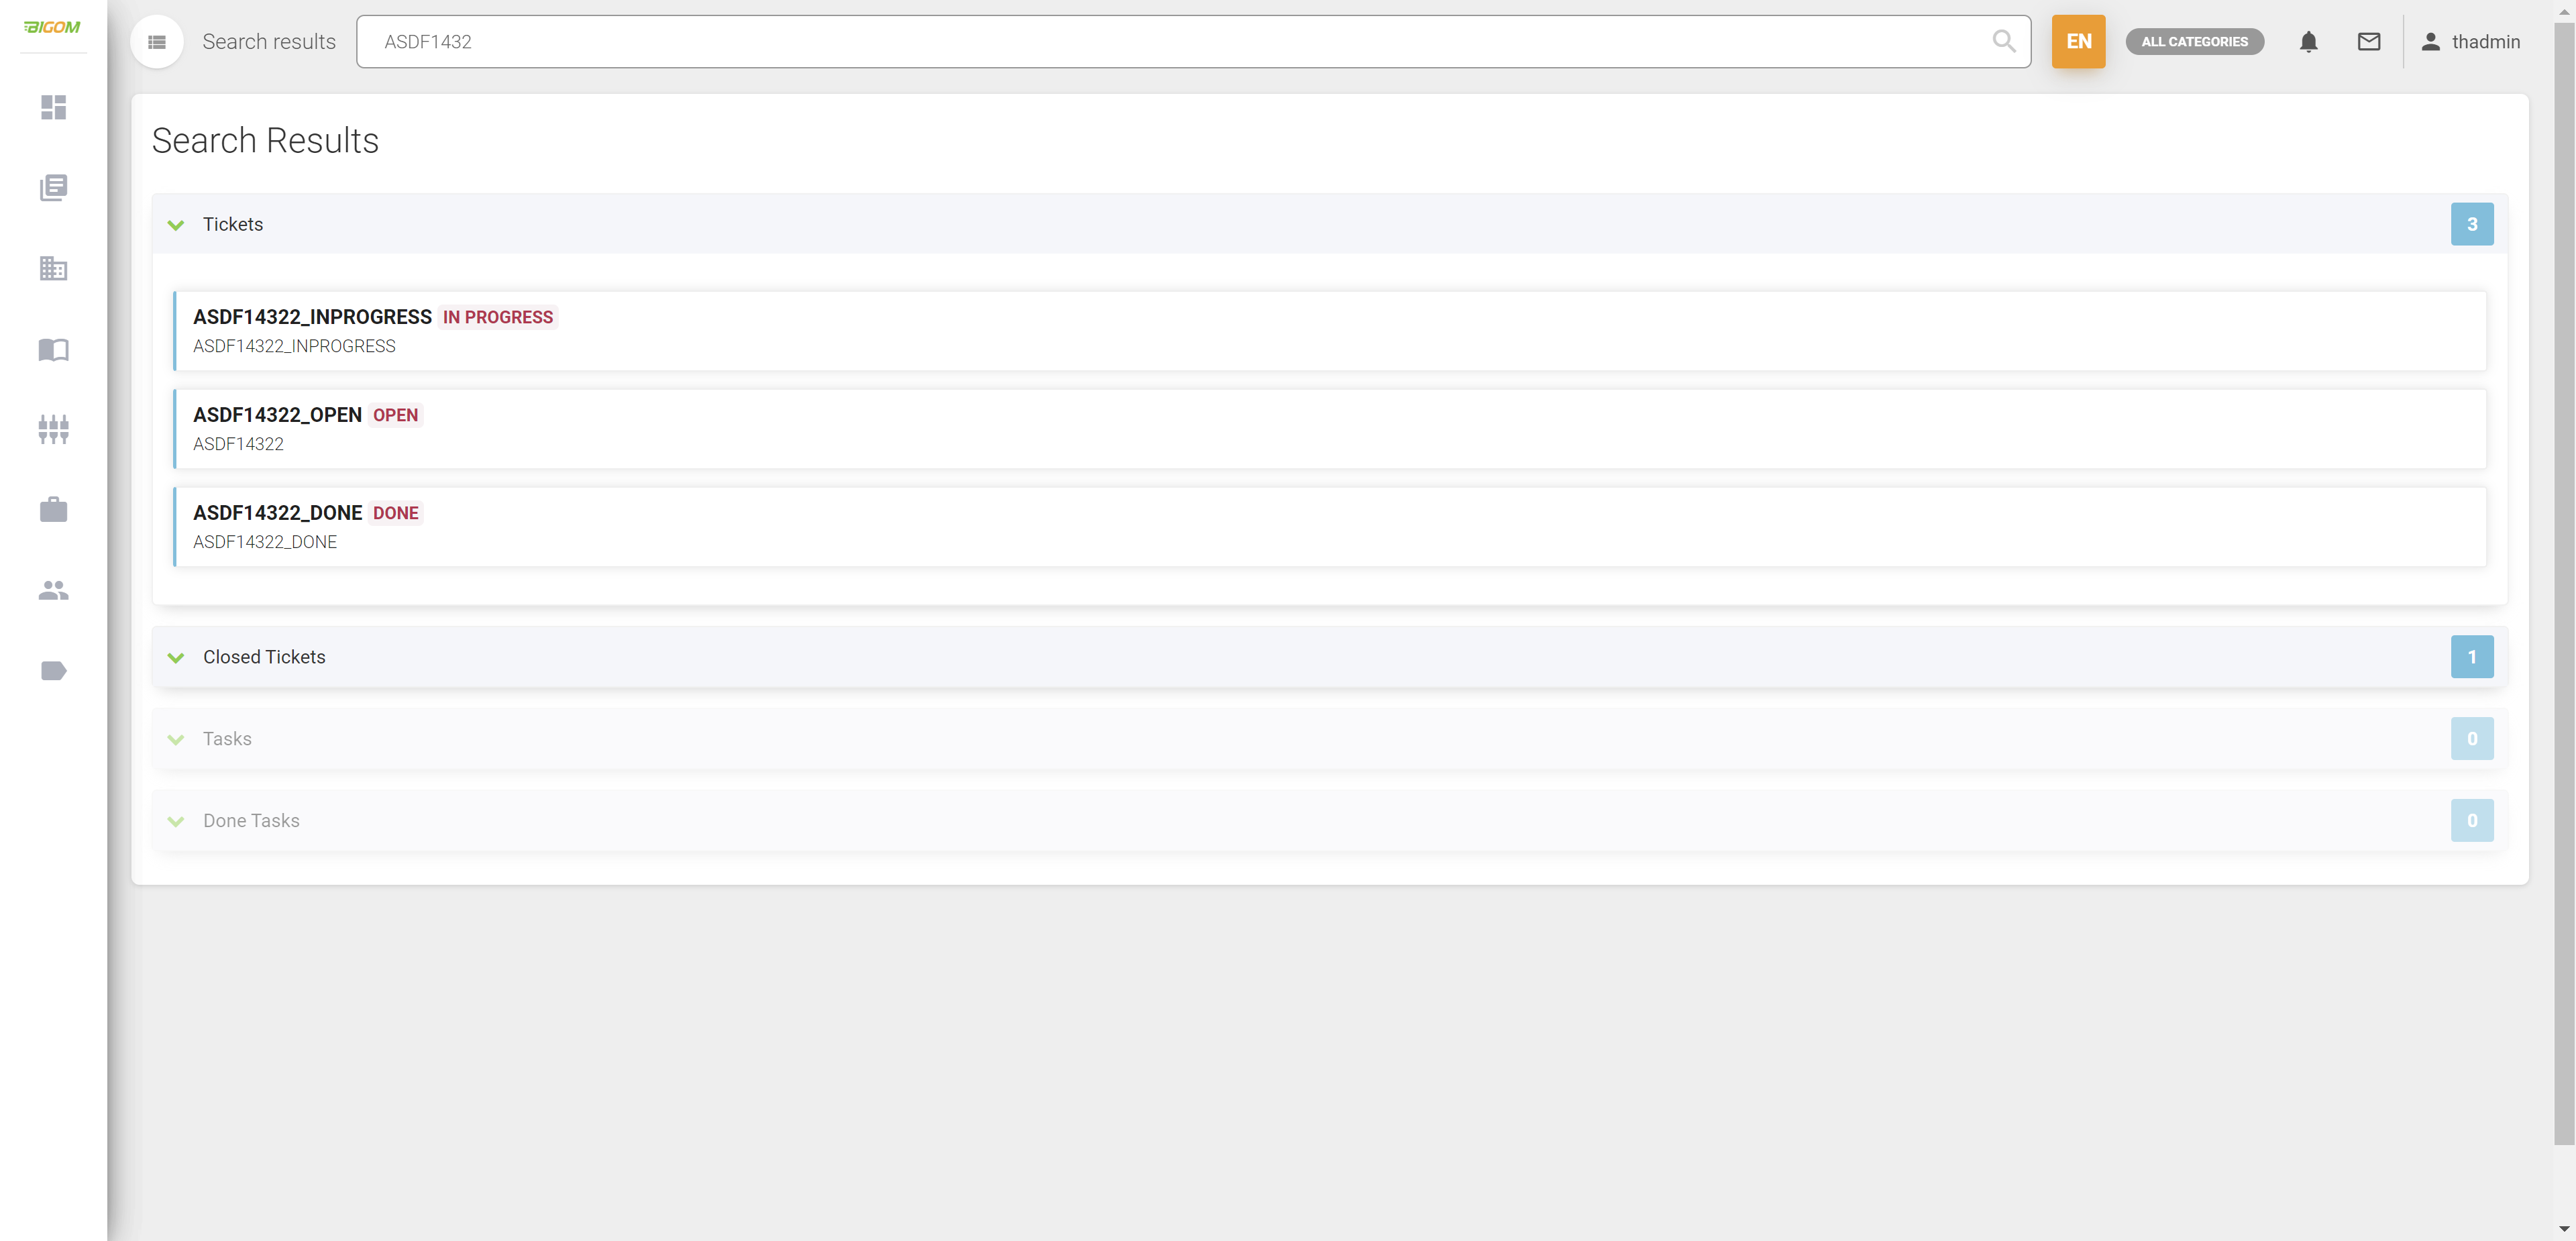 BIGOM
Search results
ASDF1432
EN
ALL CATEGORIES
thadmin
Search Results
Tickets
3
ASDF14322_INPROGRESS IN PROGRESS
ASDF14322_INPROGRESS
ASDF14322_OPEN OPEN
ASDF14322
ASDF14322_DONE DONE
ASDF14322_DONE
Closed Tickets
1
Tasks
0
Done Tasks
0